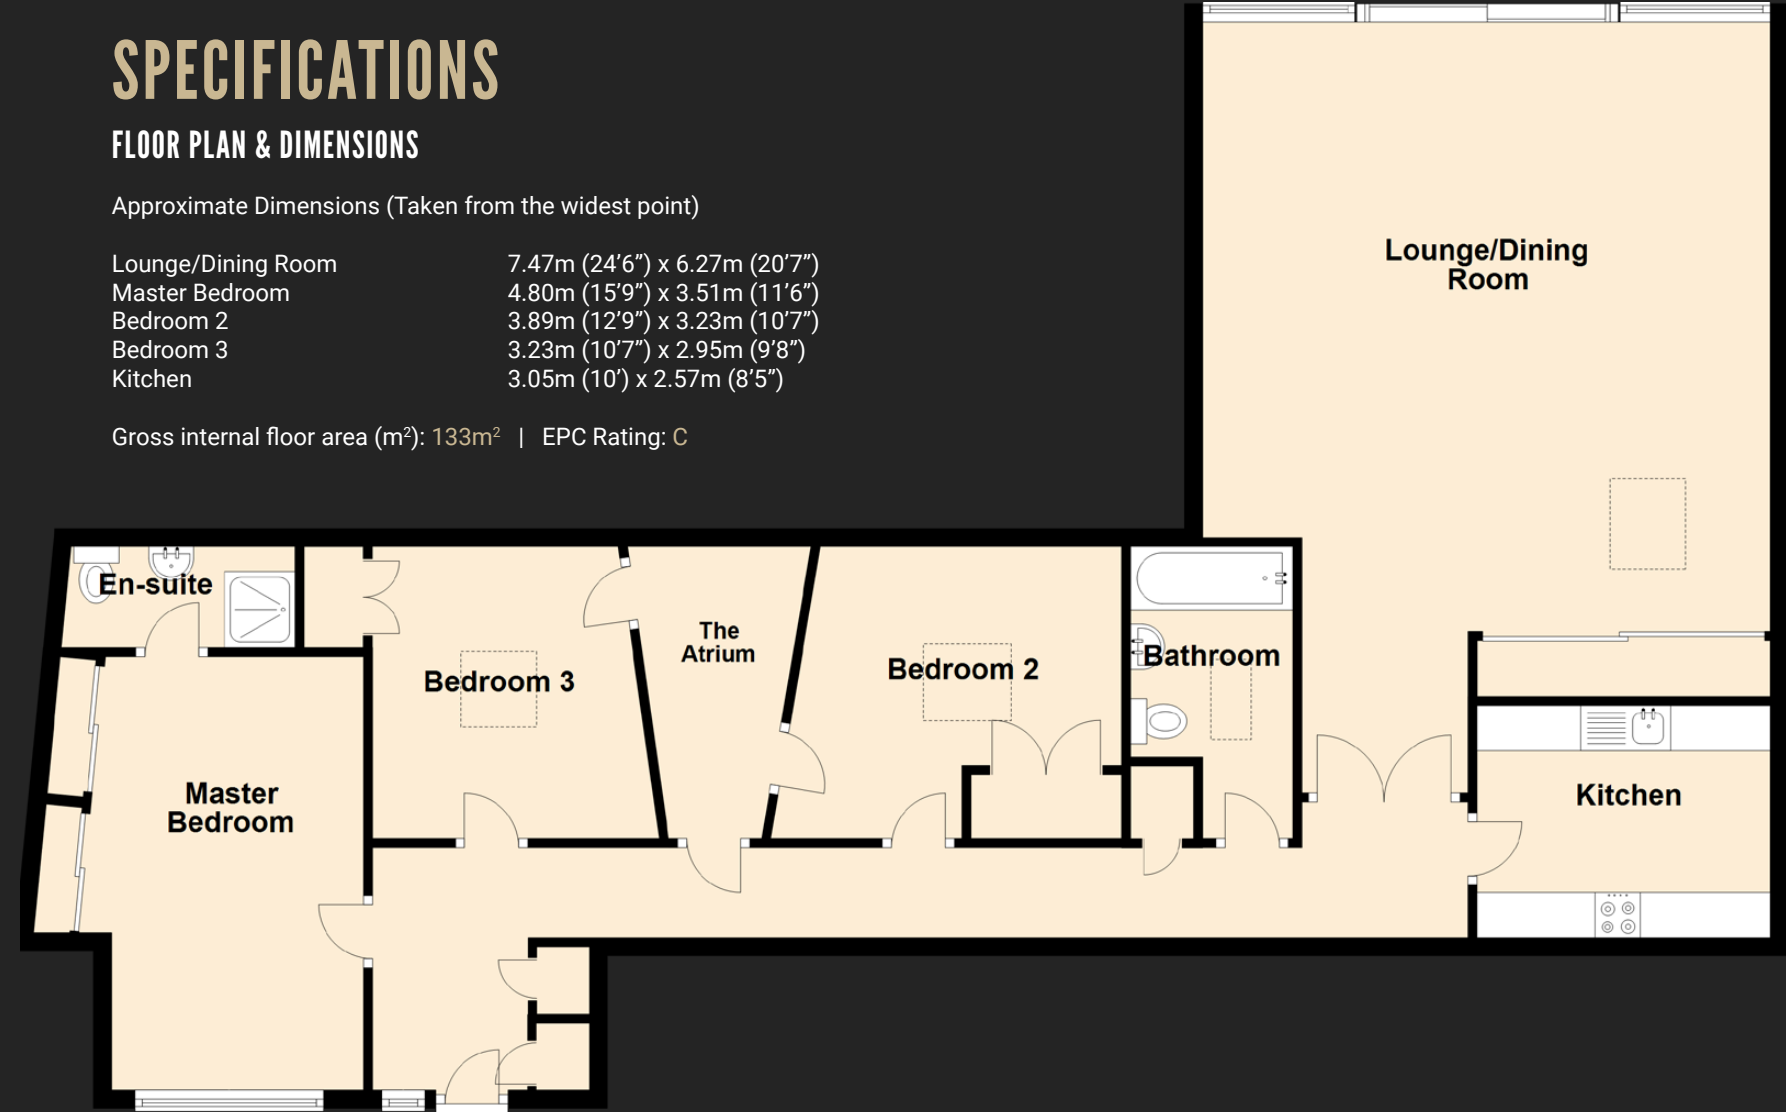 SPECIFICATIONS
FLOOR PLAN & DIMENSIONS
Approximate Dimensions (Taken from the widest point)
Lounge/Dining Room 7.47m (24’6”) x 6.27m (20’7”)
Master Bedroom 4.80m (15’9”) x 3.51m (11’6”)
Bedroom 2 3.89m (12’9”) x 3.23m (10’7”)
Bedroom 3 3.23m (10’7”) x 2.95m (9’8”)
Kitchen 3.05m (10’) x 2.57m (8’5”)
Gross internal floor area (m²): 133m² | EPC Rating: C
Lounge/Dining
Room
En-suite
The
Atrium
Bedroom 3
Bedroom 2
Bathroom
Master
Bedroom
Kitchen